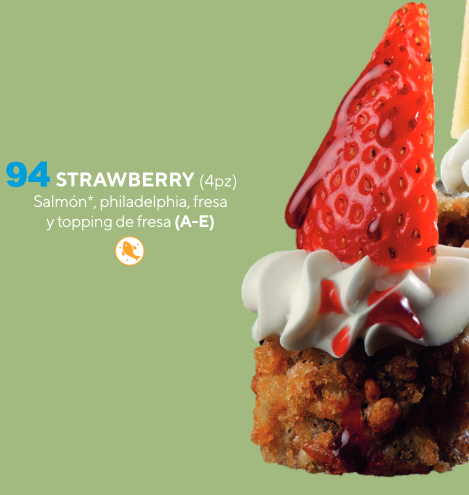 94 STRAWBERRY (4pz)
Salmón*, philadelphia, fresa
y topping de fresa (A-E)